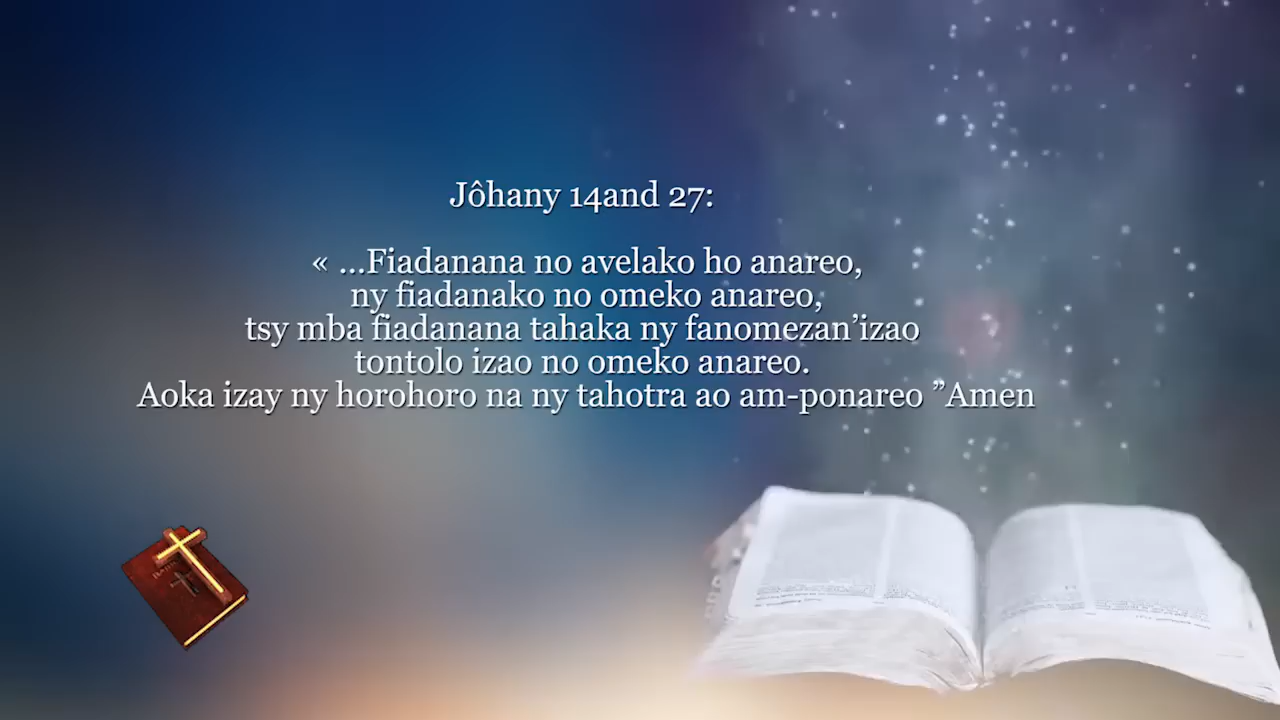 Jôhany 14and 27:
« ...Fiadanana no avelako ho anareo,
ny fiadanako no omeko anareo,
tsy mba fiadanana tahaka ny fanomezan’izao
tontolo izao no omeko anareo.
Aoka izay ny horohoro na ny tahotra ao am-ponareo ”Amen